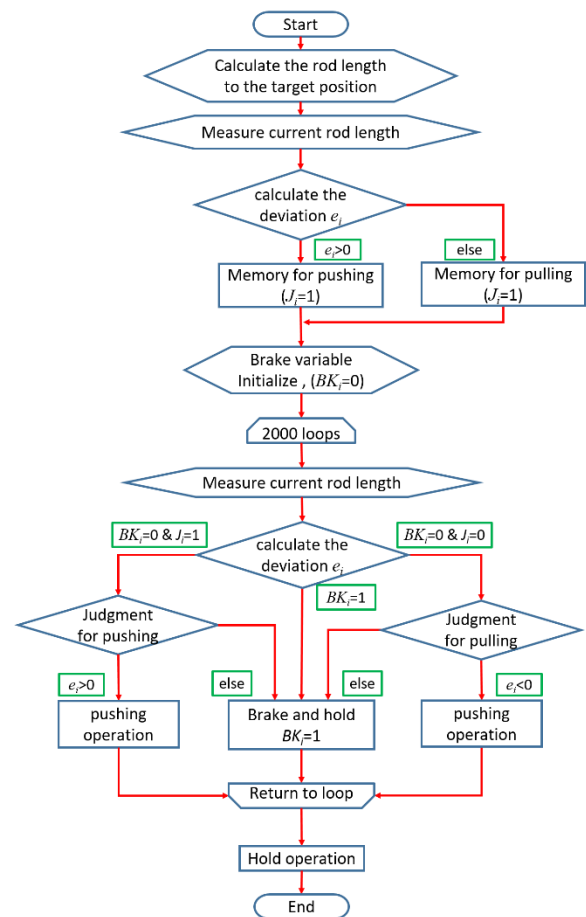 Start
Calculate the rod length
to the target position
Measure current rod length
calculate the
deviation eᵢ
eᵢ>0
else
Memory for pushing
(Jᵢ=1)
Memory for pulling
(Jᵢ=1)
Brake variable
Initialize , (BKᵢ=0)
2000 loops
Measure current rod length
BKᵢ=0 & Jᵢ=1
BKᵢ=0 & Jᵢ=0
calculate the
deviation eᵢ
BKᵢ=1
Judgment
for pushing
Judgment
for pulling
eᵢ>0
else
else
eᵢ<0
pushing
operation
Brake and hold
BKᵢ=1
pushing
operation
Return to loop
Hold operation
End